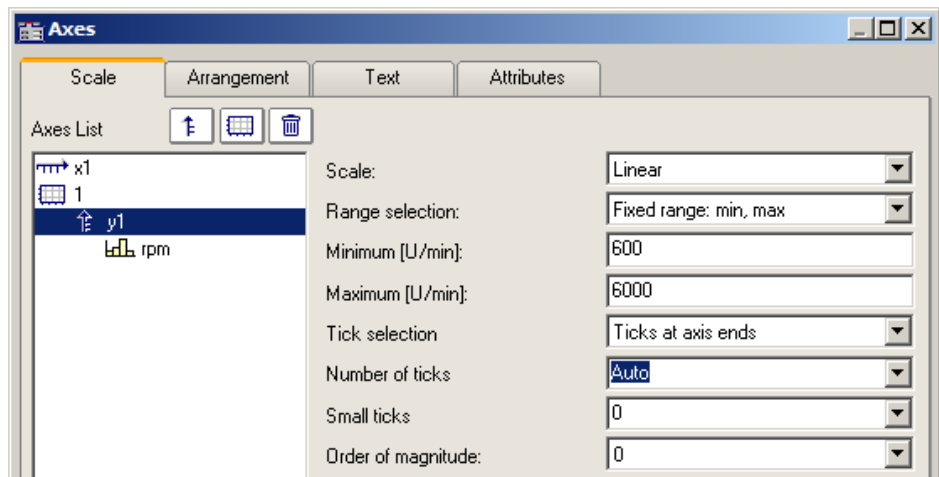 Axes
Scale Arrangement Text Attributes
Axes List
x1
1
y1
rpm
Scale: Linear
Range selection: Fixed range: min, max
Minimum [U/min]: 600
Maximum [U/min]: 6000
Tick selection Ticks at axis ends
Number of ticks Auto
Small ticks 0
Order of magnitude: 0